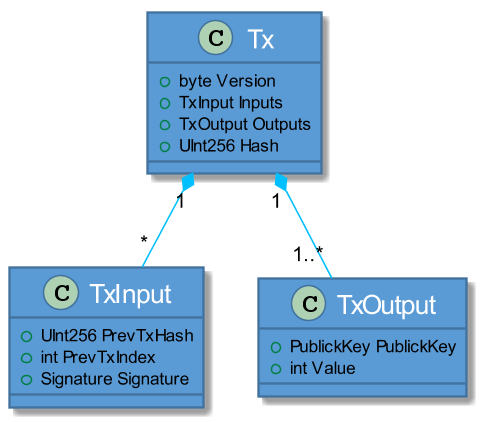 C Tx
byte Version
TxInput Inputs
TxOutput Outputs
UInt256 Hash
1
1
*
1..*
C TxInput
UInt256 PrevTxHash
int PrevTxIndex
Signature Signature
C TxOutput
PublickKey PublickKey
int Value